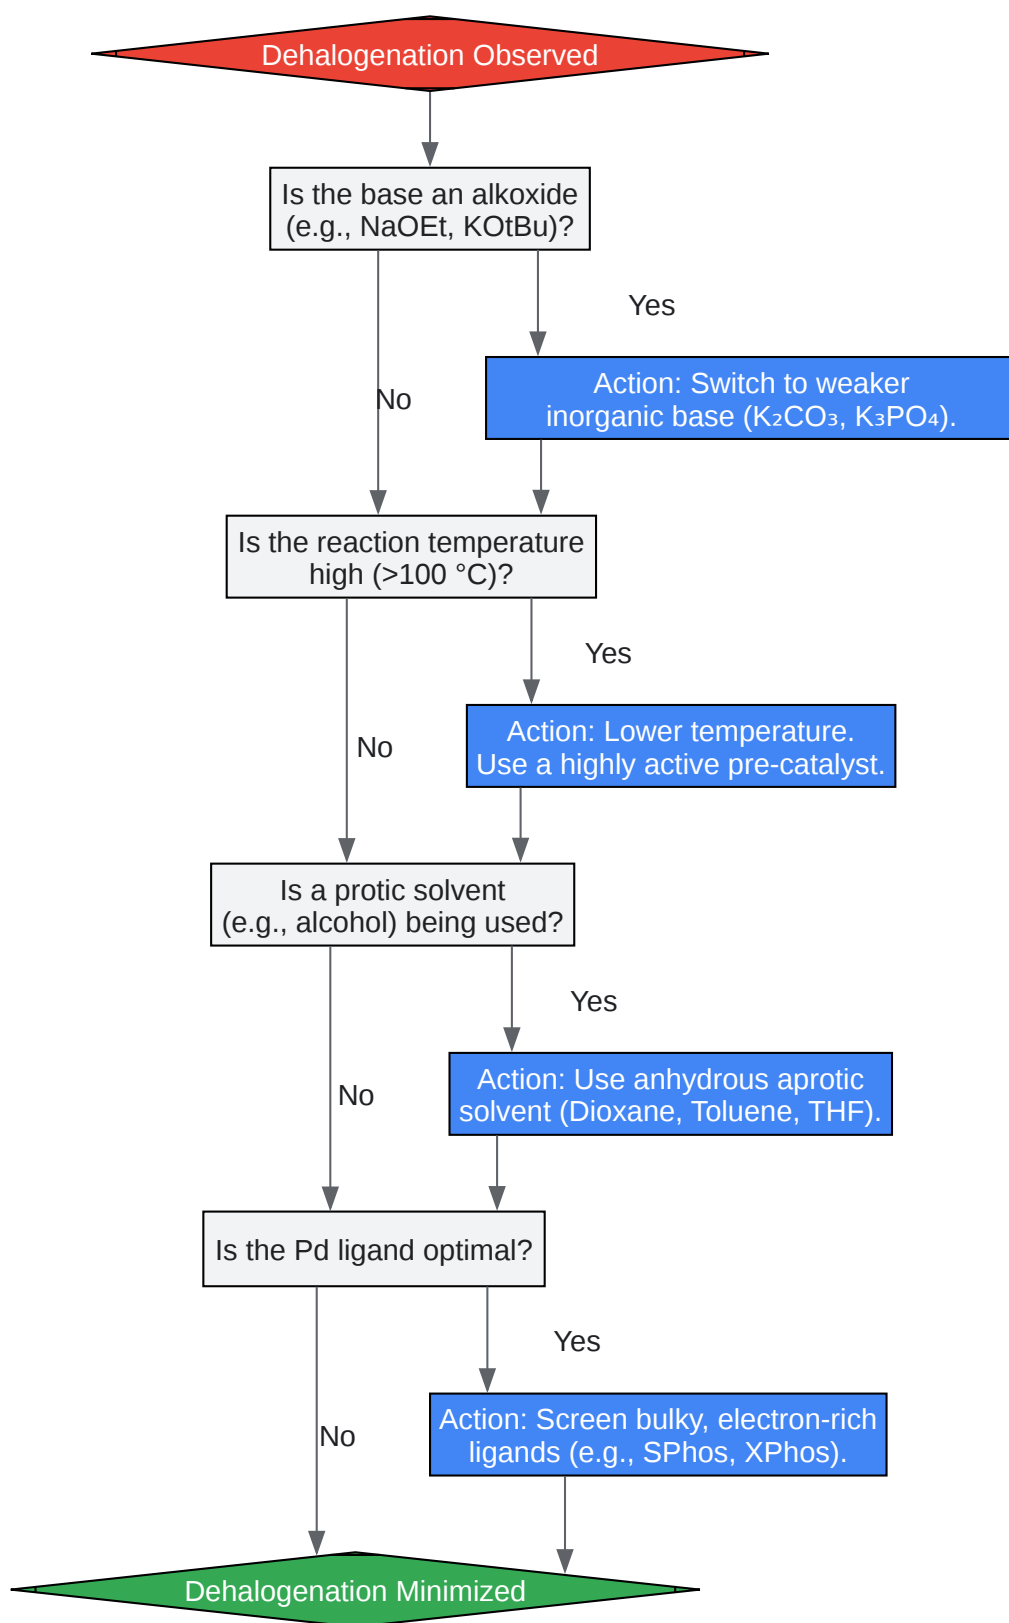 Dehalogenation Observed
Is the base an alkoxide
(e.g., NaOEt, KOtBu)?
Yes
No
Action: Switch to weaker
inorganic base (K₂CO₃, K₃PO₄).
Is the reaction temperature
high (>100 °C)?
Yes
No
Action: Lower temperature.
Use a highly active pre-catalyst.
Is a protic solvent
(e.g., alcohol) being used?
Yes
No
Action: Use anhydrous aprotic
solvent (Dioxane, Toluene, THF).
Is the Pd ligand optimal?
Yes
No
Action: Screen bulky, electron-rich
ligands (e.g., SPhos, XPhos).
Dehalogenation Minimized